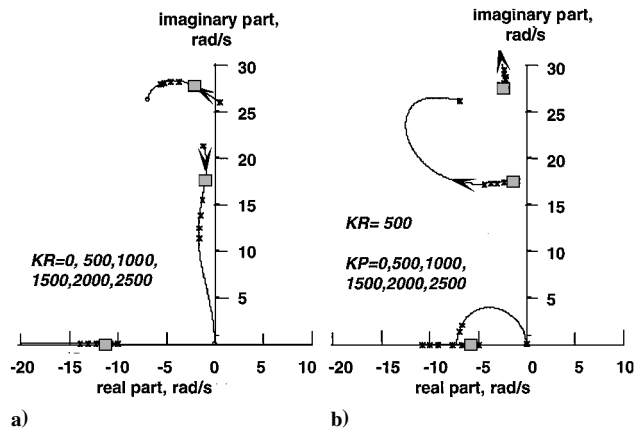 imaginary part,
rad/s
30
25
20
15
10
5
KR=0, 500,1000,
1500,2000,2500
-20 -15 -10 -5 0 5 10
real part, rad/s
a)
imaginary part,
rad/s
30
25
20
15
10
5
KR= 500
KP=0,500,1000,
1500,2000,2500
-20 -15 -10 -5 0 5 10
real part, rad/s
b)